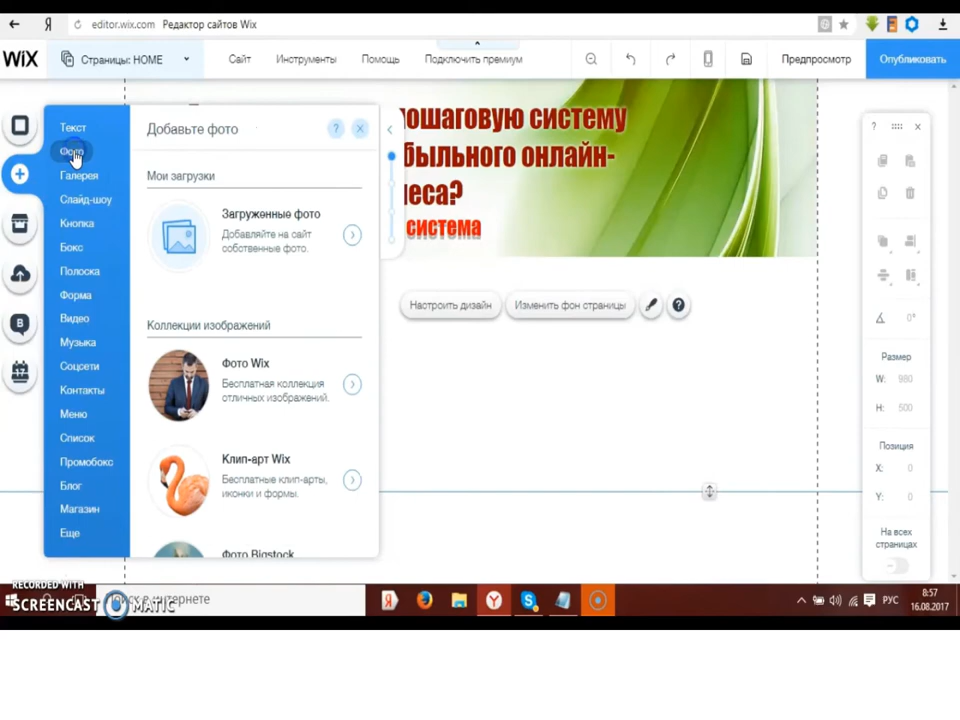 editor.wix.com Редактор сайтов Wix
WiX
Страницы: HOME
Сайт
Инструменты
Помощь
Подключить премиум
Предпросмотр
Опубликовать
Текст
Фото
Галерея
Слайд-шоу
Кнопка
Бокс
Полоска
Форма
Видео
Музыка
Соцсети
Контакты
Меню
Список
Промобокс
Блог
Магазин
Еще
Добавьте фото
?
Мои загрузки
Загруженные фото
Добавляйте на сайт
собственные фото.
Коллекции изображений
Фото Wix
Бесплатная коллекция
отличных изображений.
Клип-арт Wix
Бесплатные клип-арты,
иконки и формы.
Фото Bigstock
пошаговую систему
быльного онлайн-
неса?
система
Настроить дизайн
Изменить фон страницы
?
?
0°
Размер
W: 980
H: 500
Позиция
X: 0
Y: 0
На всех
страницах
RECORDED WITH
SCREENCAST MATIC
интернете
РУС
8:57
16.08.2017